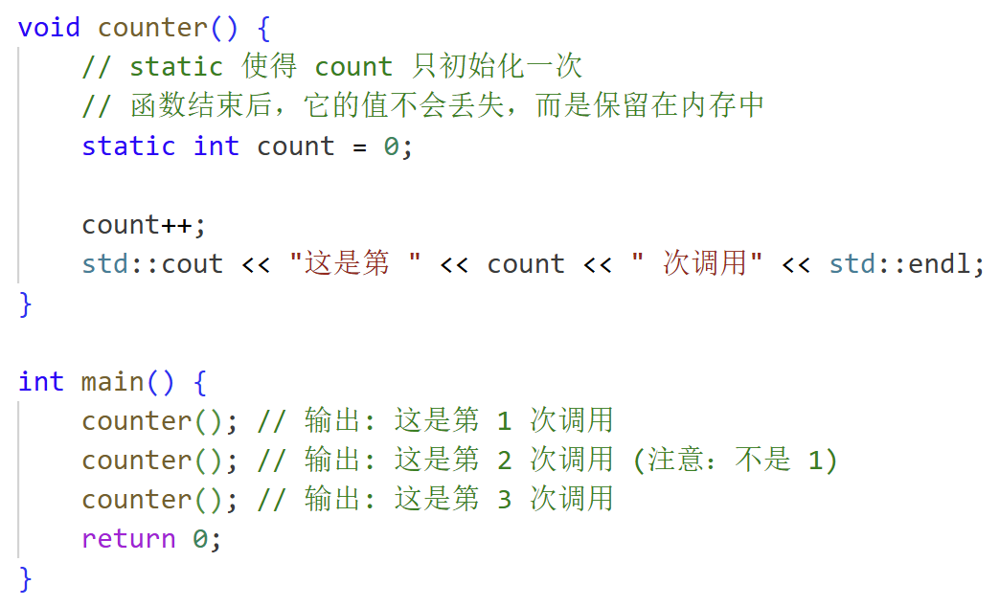 void counter() {
    // static 使得 count 只初始化一次
    // 函数结束后，它的值不会丢失，而是保留在内存中
    static int count = 0;

    count++;
    std::cout << "这是第 " << count << " 次调用" << std::endl;
}

int main() {
    counter(); // 输出: 这是第 1 次调用
    counter(); // 输出: 这是第 2 次调用 (注意：不是 1)
    counter(); // 输出: 这是第 3 次调用
    return 0;
}